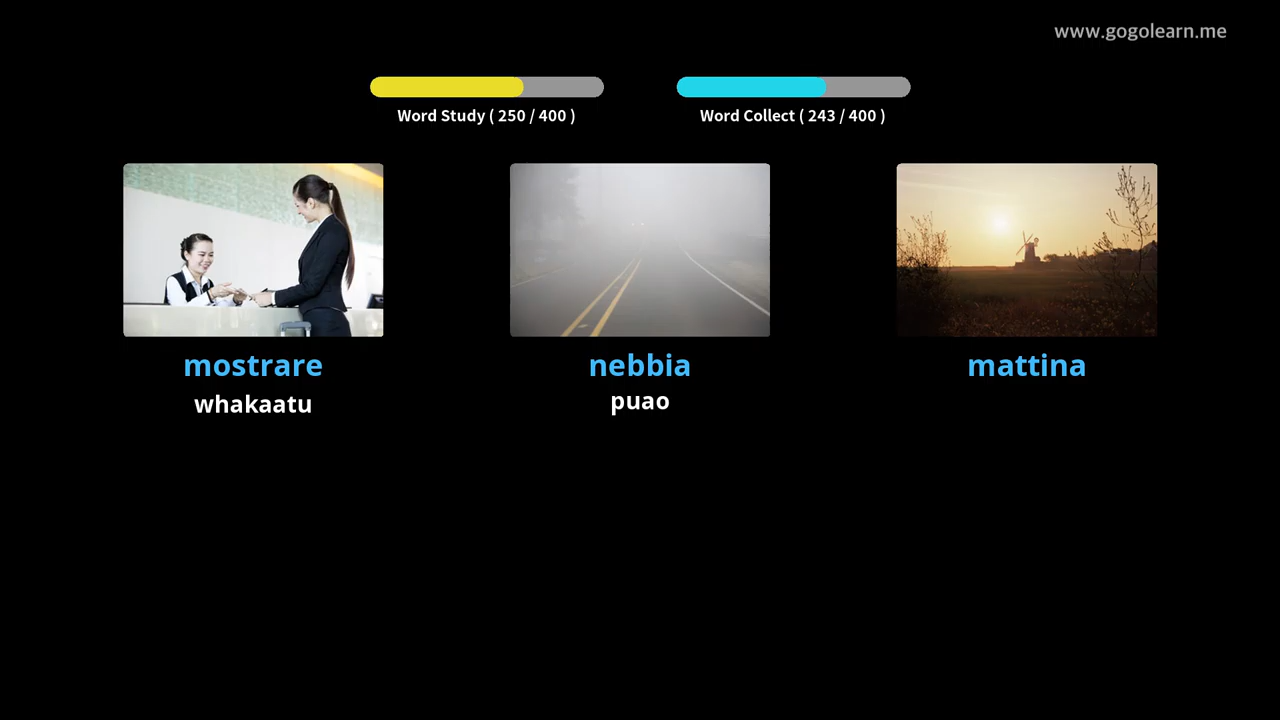 www.gogolearn.me
Word Study ( 250 / 400 )
Word Collect ( 243 / 400 )
mostrare
whakaatu
nebbia
puao
mattina